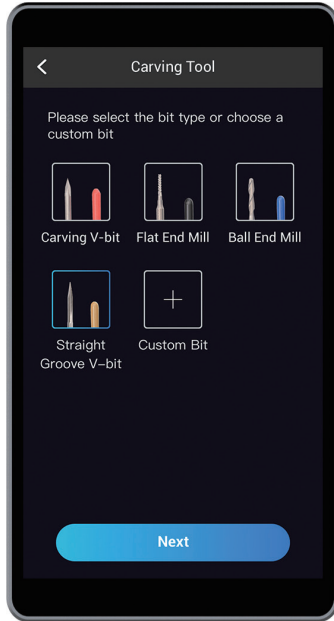 Carving Tool
Please select the bit type or choose a
custom bit
Carving V-bit
Flat End Mill
Ball End Mill
Straight
Groove V-bit
Custom Bit
Next